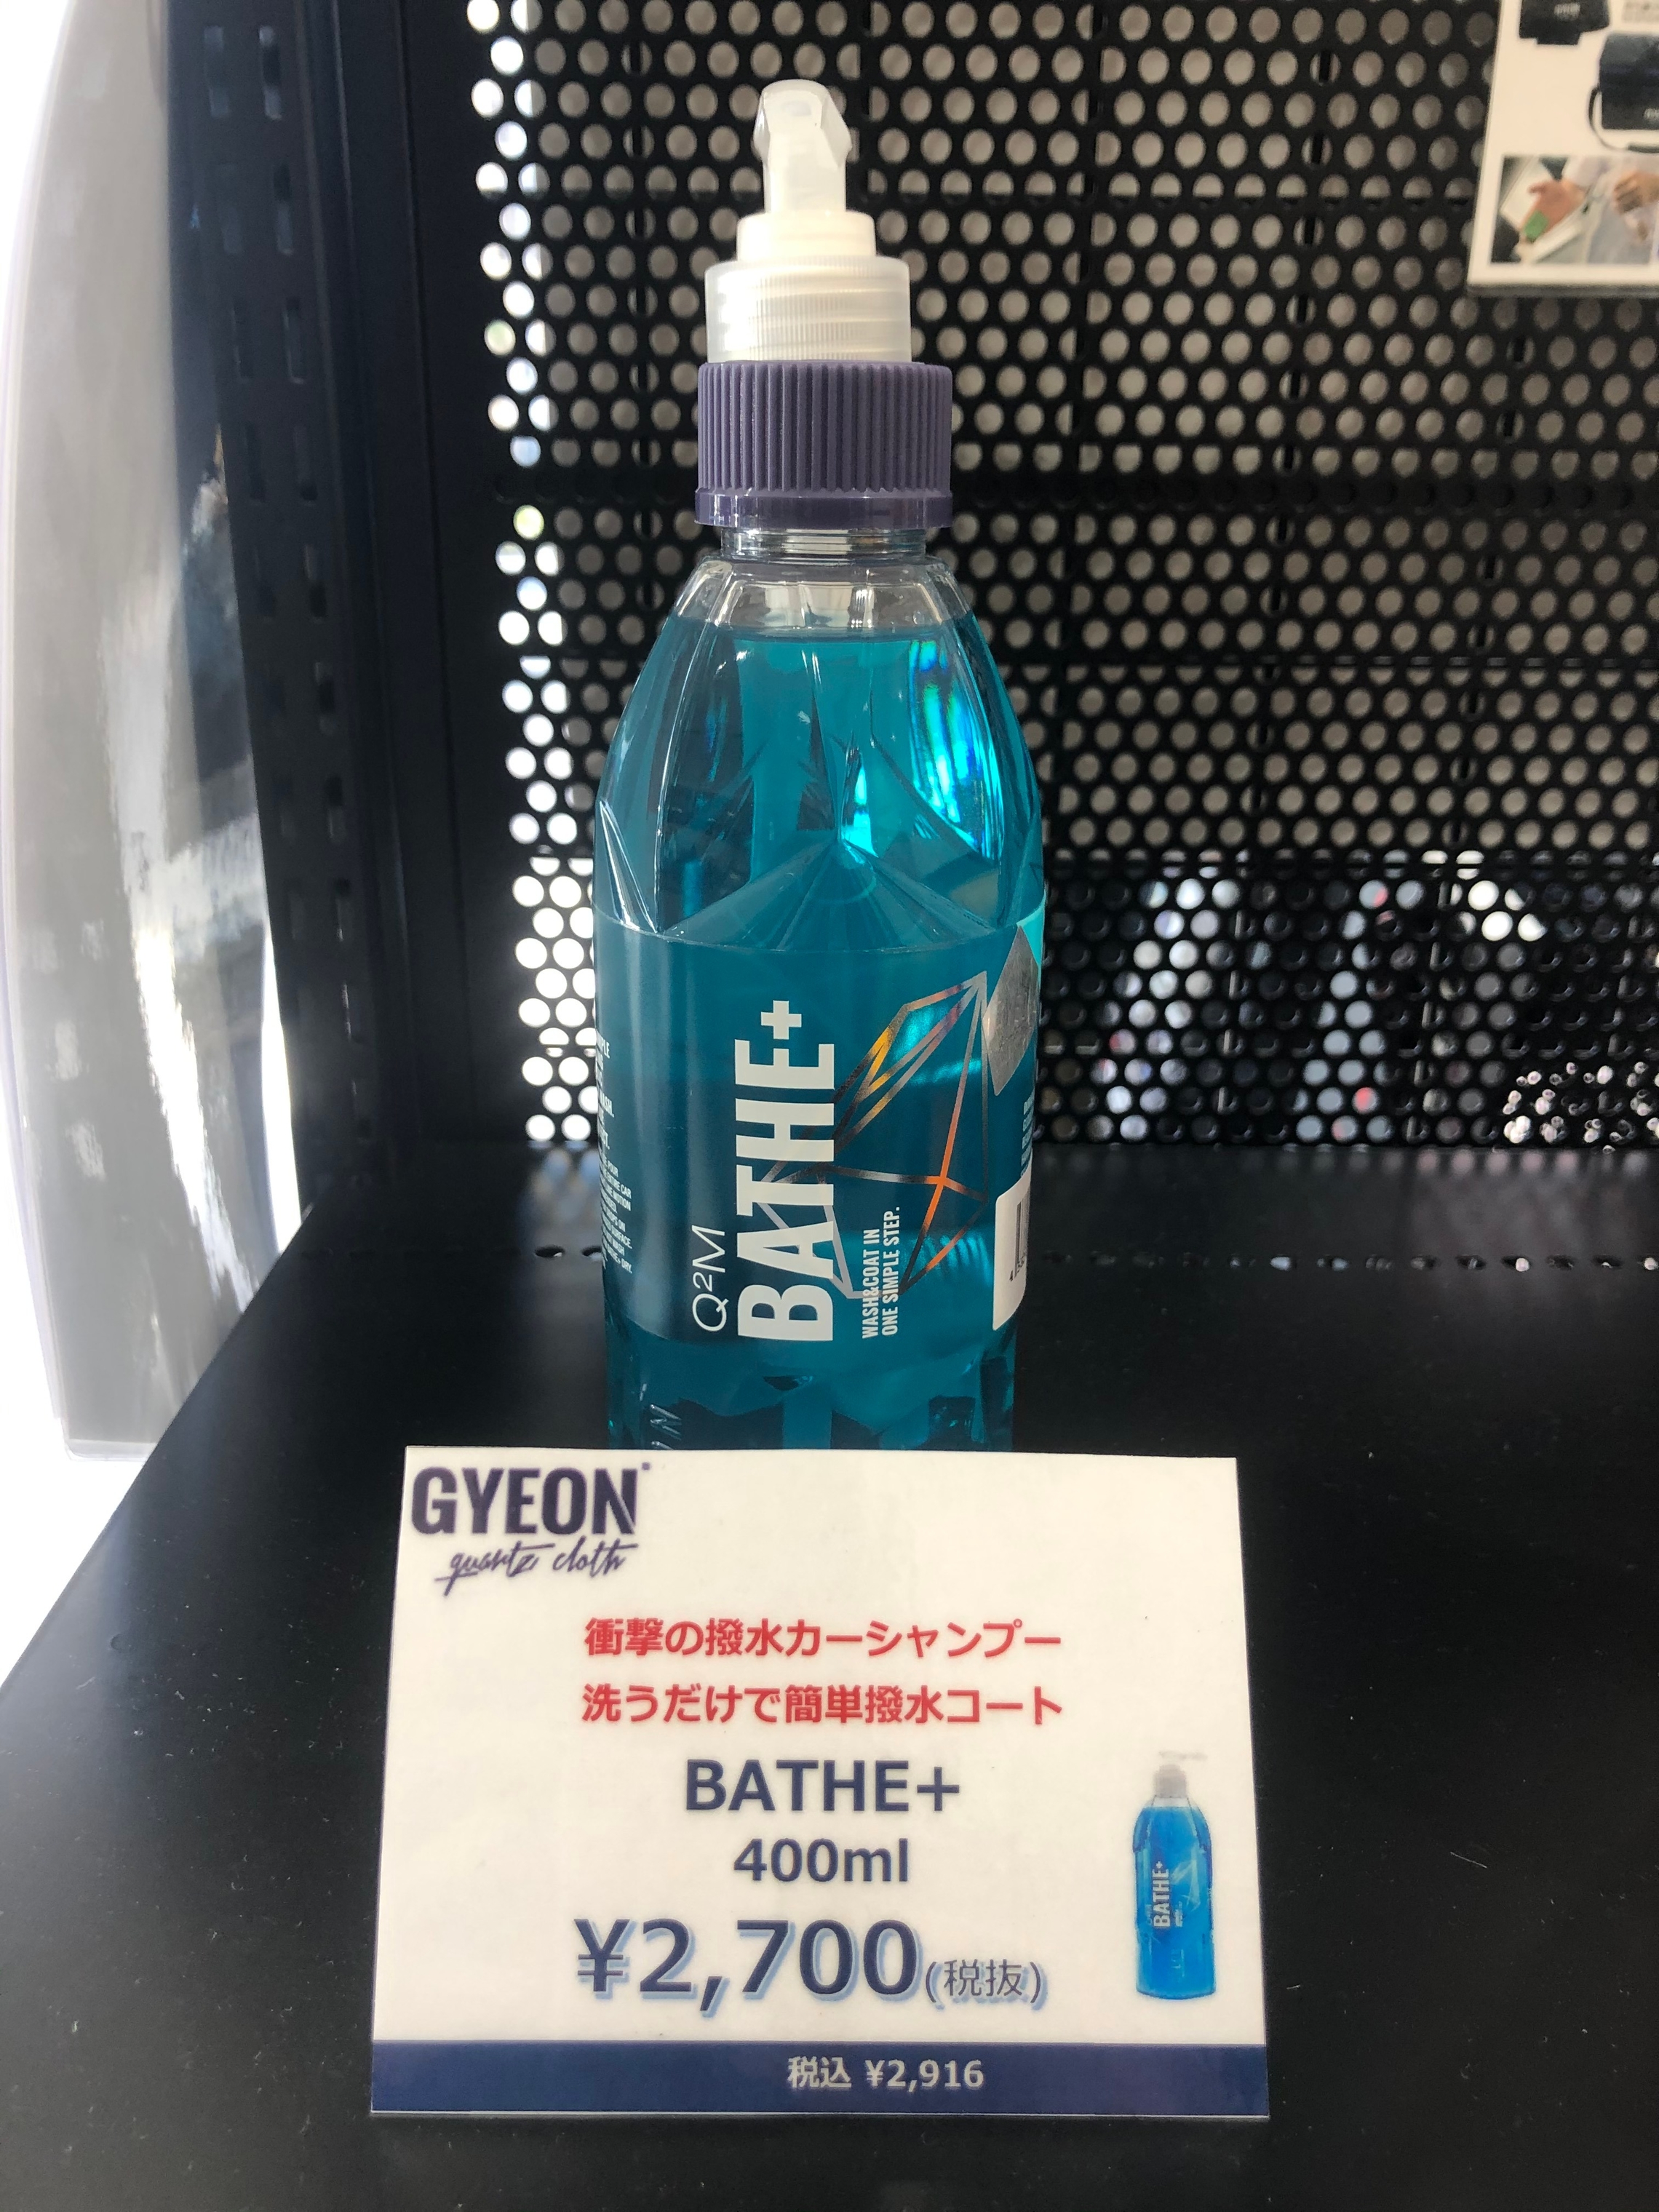 Q²M
BATHE+
WASH&COAT IN
ONE SIMPLE STEP.
GYEON
quartz cloth
衝撃の撥水カーシャンプー
洗うだけで簡単撥水コート
BATHE+
400ml
¥2,700(税抜)
BATHE+
税込 ¥2,916